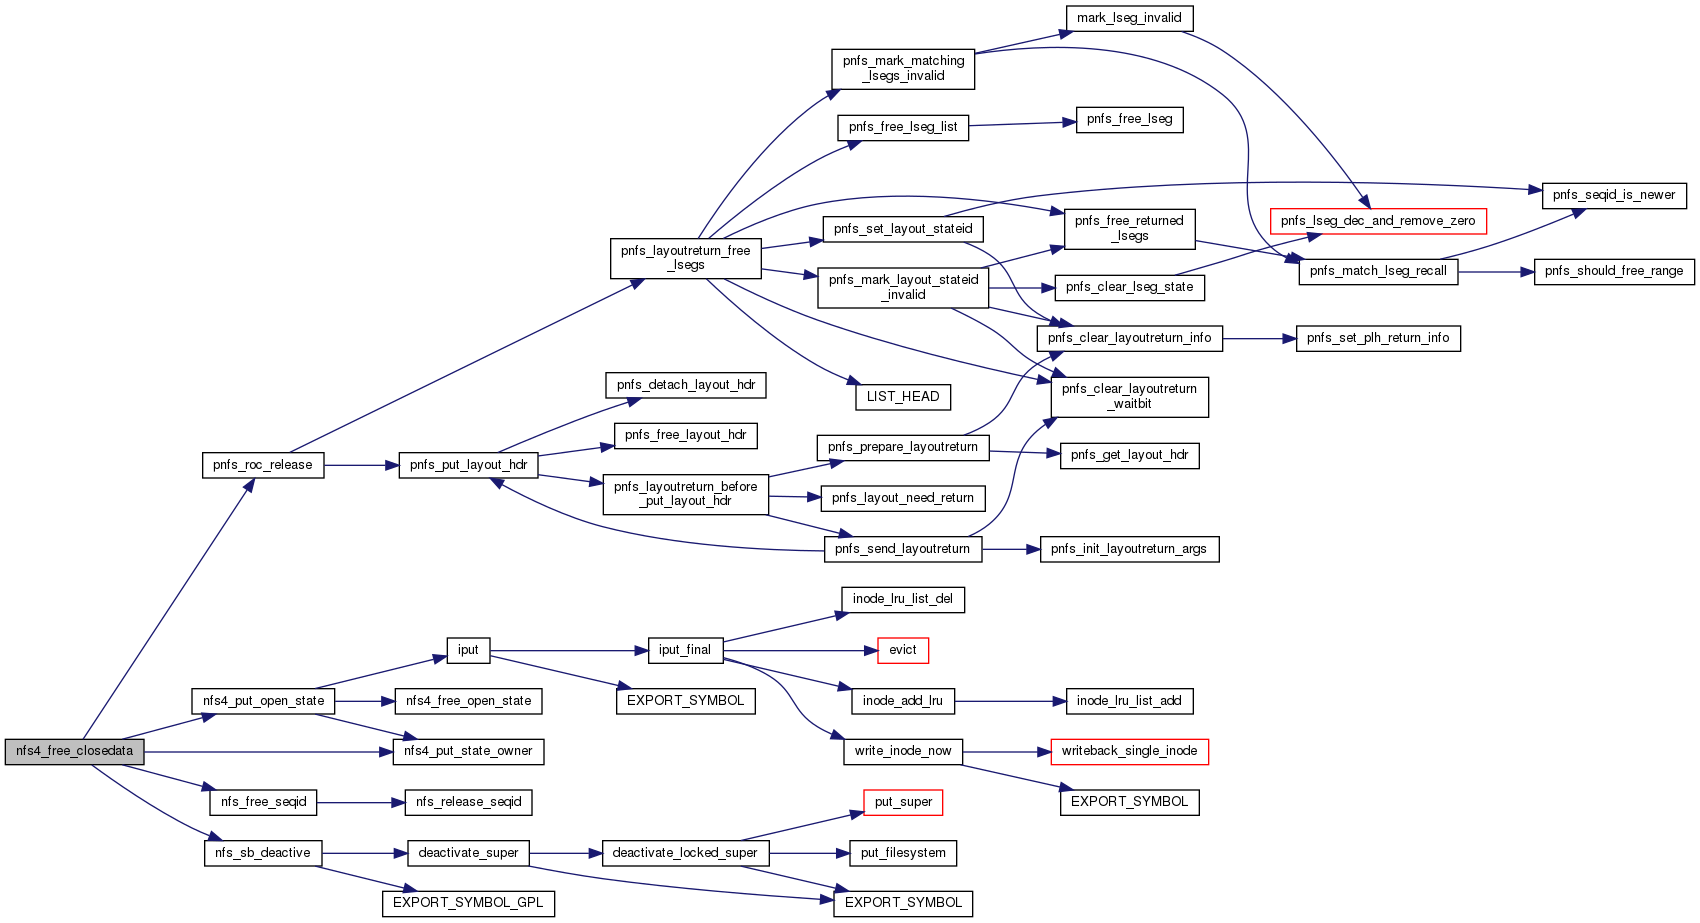 mark_lseg_invalid
pnfs_mark_matching
_lsegs_invalid
pnfs_free_lseg_list
pnfs_free_lseg
pnfs_seqid_is_newer
pnfs_lseg_dec_and_remove_zero
pnfs_free_returned
_lsegs
pnfs_set_layout_stateid
pnfs_layoutreturn_free
_lsegs
pnfs_match_lseg_recall
pnfs_should_free_range
pnfs_mark_layout_stateid
_invalid
pnfs_clear_lseg_state
pnfs_clear_layoutreturn_info
pnfs_set_plh_return_info
pnfs_detach_layout_hdr
LIST_HEAD
pnfs_clear_layoutreturn
_waitbit
pnfs_free_layout_hdr
pnfs_prepare_layoutreturn
pnfs_get_layout_hdr
pnfs_roc_release
pnfs_put_layout_hdr
pnfs_layoutreturn_before
_put_layout_hdr
pnfs_layout_need_return
pnfs_send_layoutreturn
pnfs_init_layoutreturn_args
inode_lru_list_del
iput
iput_final
evict
nfs4_put_open_state
nfs4_free_open_state
EXPORT_SYMBOL
inode_add_lru
inode_lru_list_add
nfs4_free_closedata
nfs4_put_state_owner
write_inode_now
writeback_single_inode
nfs_free_seqid
nfs_release_seqid
put_super
EXPORT_SYMBOL
nfs_sb_deactive
deactivate_super
deactivate_locked_super
put_filesystem
EXPORT_SYMBOL_GPL
EXPORT_SYMBOL